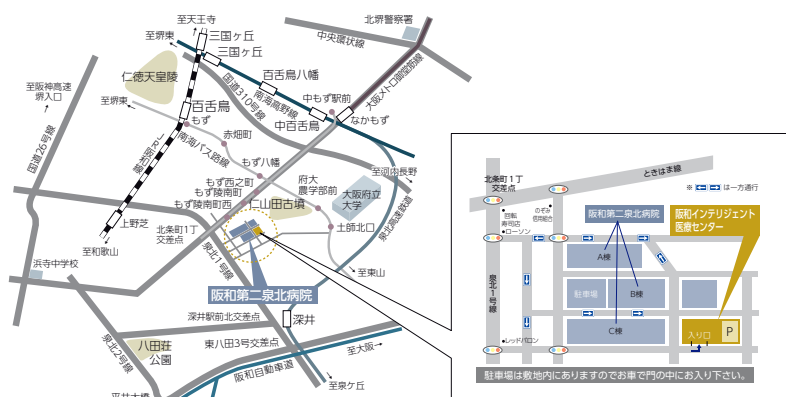 至天王寺
北堺警察署
至堺東
三国ヶ丘
三国ヶ丘
中央環状線
仁徳天皇陵
国道310号線
百舌鳥八幡
大阪メトロ御堂筋線
至阪神高速
堺入口
至堺東
百舌鳥
もず
南海高野線
中もず駅前
中百舌鳥
なかもず
国道26号線
JR阪和線
南海バス路線
赤畑町
もず八幡
至河内長野
北条町1丁
交差点
ときはま線
もず西之町
もず陵南町
もず陵南町西
府大
農学部前
大阪府立
大学
泉北高速鉄道
※
は一方通行
上野芝
仁山田古墳
回転
寿司店
のぞみ
信用組合
阪和第二泉北病院
阪和インテリジェント
医療センター
北条町1丁
交差点
土師北口
ローソン
至和歌山
泉北1号線
A棟
浜寺中学校
至東山
泉北1号線
駐車場
B棟
阪和第二泉北病院
深井駅前北交差点
深井
C棟
入り口
P
レッドバロン
泉北2号線
八田荘
公園
東八田3号交差点
至大阪
阪和自動車道
至泉ケ丘
駐車場は敷地内にありますのでお車で門の中にお入り下さい。